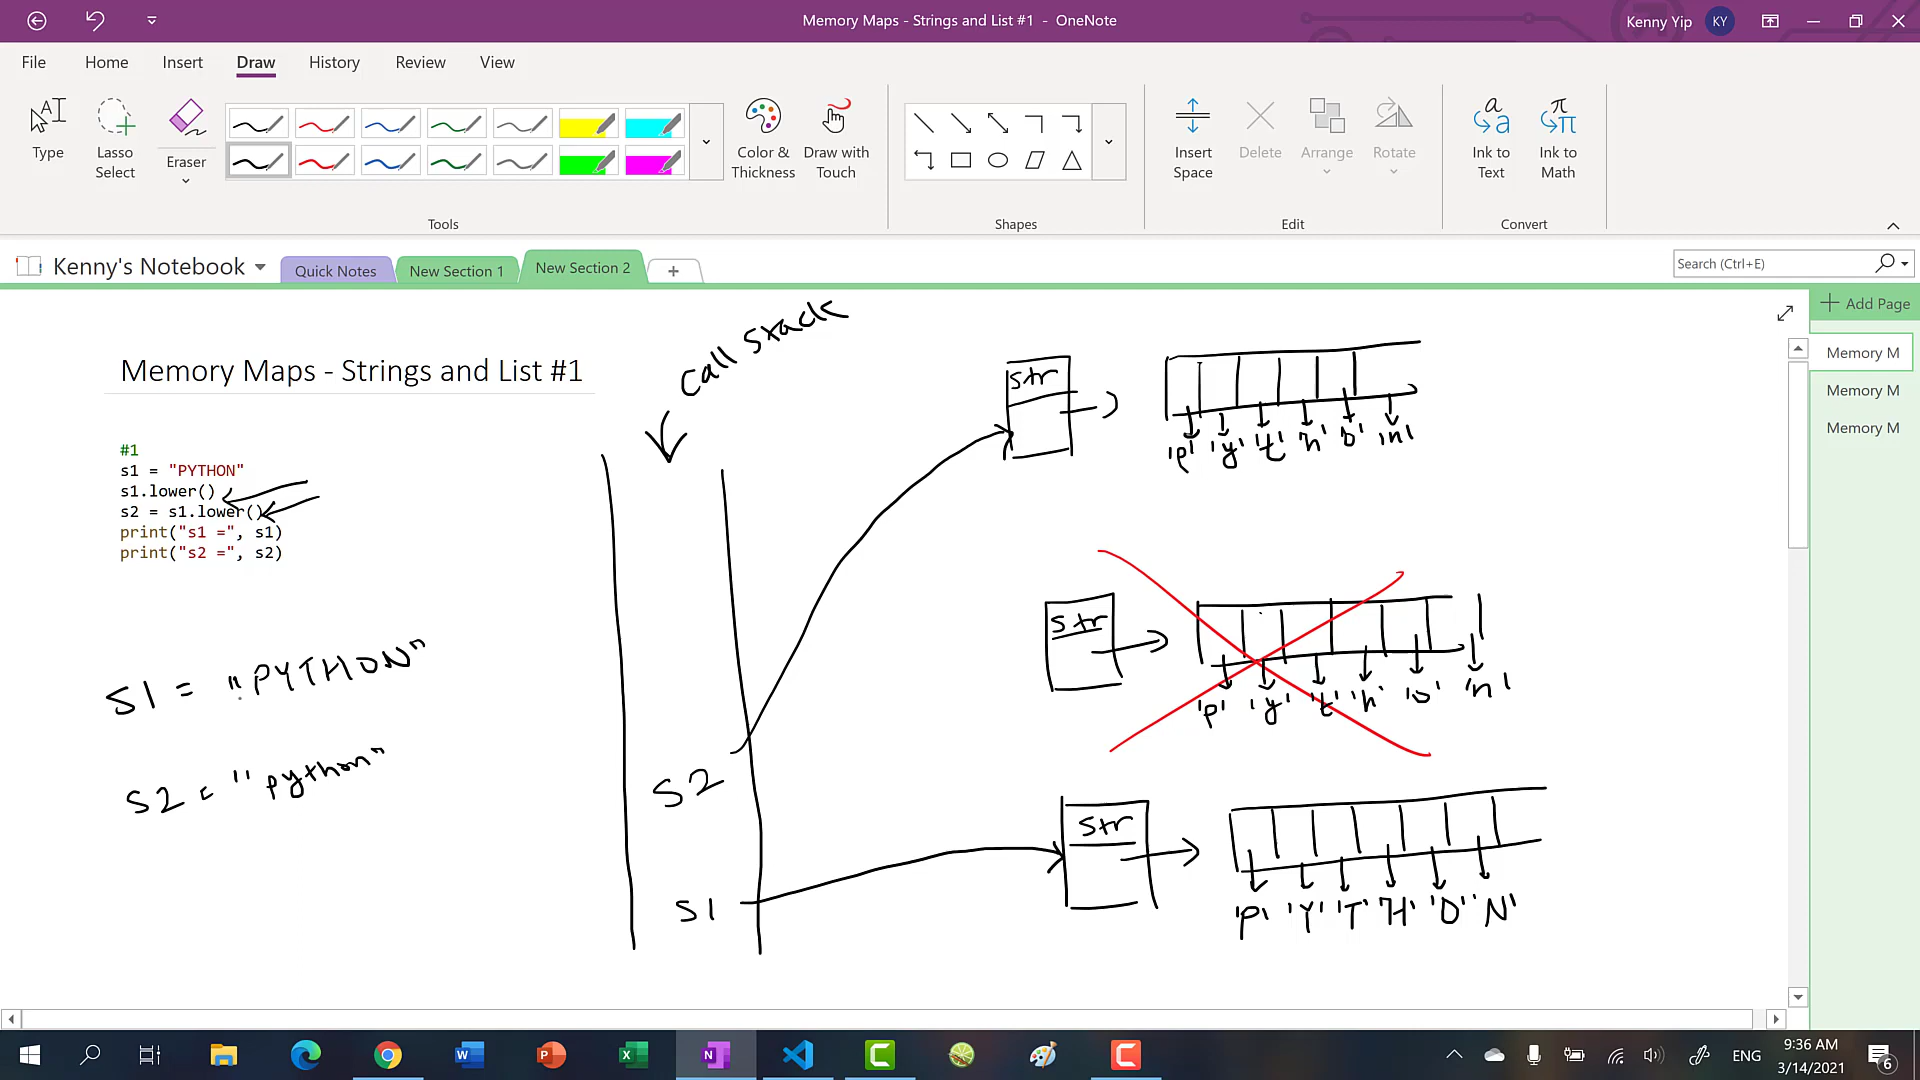 Memory Maps - Strings and List #1 - OneNote
Kenny Yip
KY
File Home Insert Draw History Review View
Type
Lasso Select
Eraser
Color & Thickness
Draw with Touch
Insert Space
Delete
Arrange
Rotate
Ink to Text
Ink to Math
Tools
Shapes
Edit
Convert
Kenny's Notebook
Quick Notes
New Section 1
New Section 2
Search (Ctrl+E)
Add Page
Memory M
Memory M
Memory M
Memory Maps - Strings and List #1
#1
s1 = "PYTHON"
s1.lower()
s2 = s1.lower()
print("s1 =", s1)
print("s2 =", s2)
S1 = "PYTHON"
S2 = "python"
Call Stack
S2
S1
str
'p' 'y' 't' 'h' 'o' 'n'
str
'p' 'y' 't' 'h' 'o' 'n'
str
'P' 'Y' 'T' 'H' 'O' 'N'
ENG
9:36 AM
3/14/2021
6